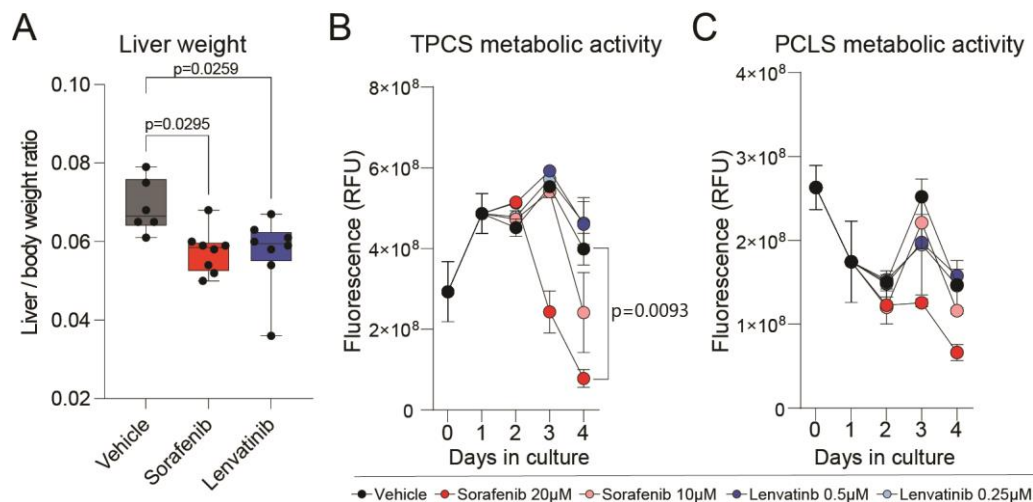 A
Liver weight
p=0.0259
p=0.0295
Liver / body weight ratio
0.10
0.08
0.06
0.04
0.02
Vehicle
Sorafenib
Lenvatinib
B
TPCS metabolic activity
Fluorescence (RFU)
8×10⁸
6×10⁸
4×10⁸
2×10⁸
0
p=0.0093
0 1 2 3 4
Days in culture
C
PCLS metabolic activity
Fluorescence (RFU)
4×10⁸
3×10⁸
2×10⁸
1×10⁸
0
0 1 2 3 4
Days in culture
Vehicle Sorafenib 20µM Sorafenib 10µM Lenvatinb 0.5µM Lenvatinib 0.25µM